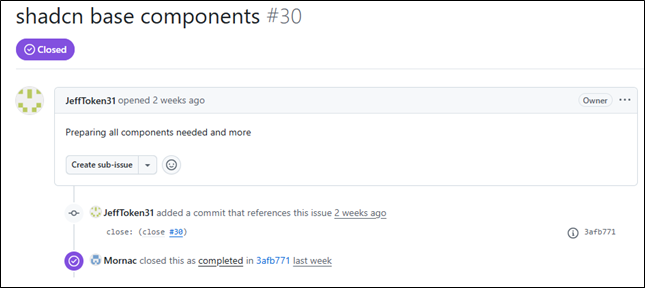 shadcn base components #30
Closed
JeffToken31 opened 2 weeks ago Owner ...
Preparing all components needed and more
Create sub-issue
JeffToken31 added a commit that references this issue 2 weeks ago
close: (close #30) 3afb771
Mornac closed this as completed in 3afb771 last week